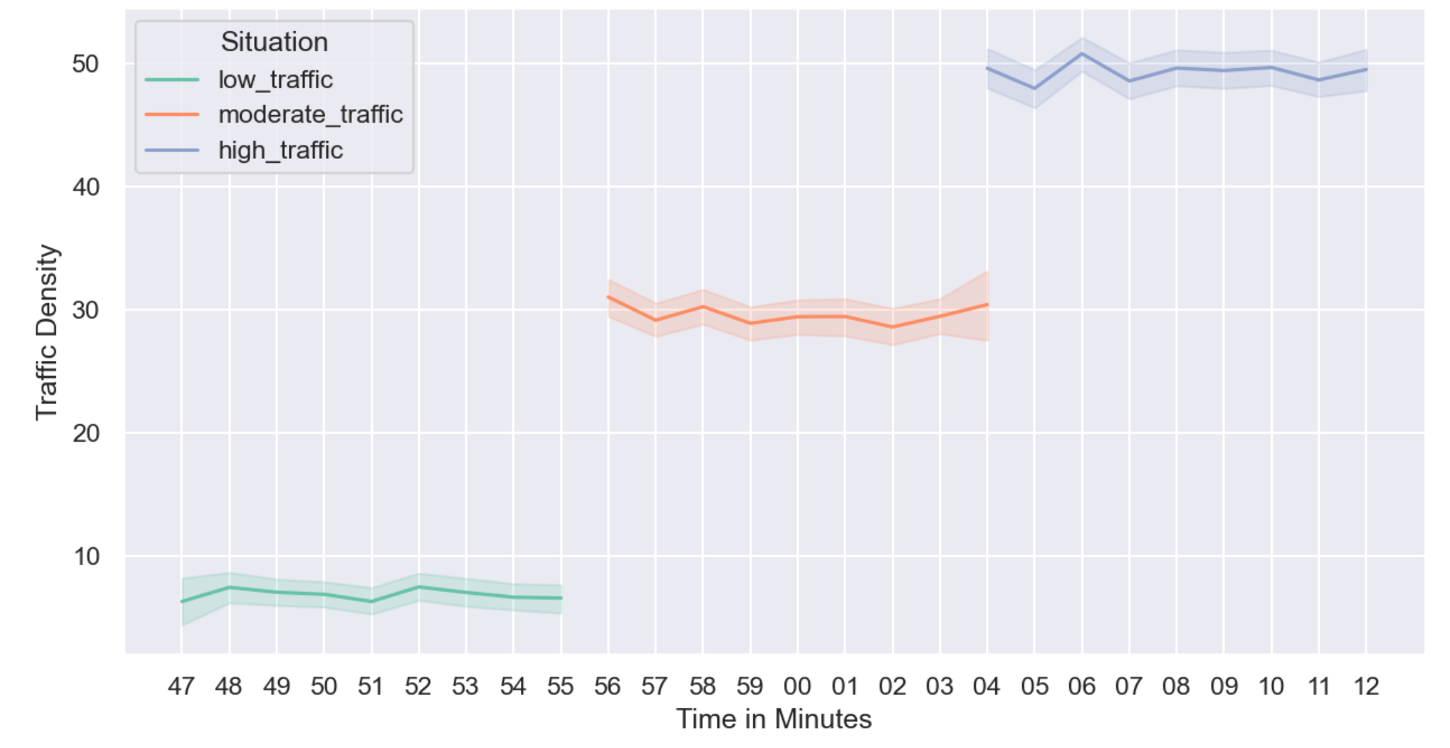 Situation
low_traffic
moderate_traffic
high_traffic
Traffic Density
50
40
30
20
10
47 48 49 50 51 52 53 54 55 56 57 58 59 00 01 02 03 04 05 06 07 08 09 10 11 12
Time in Minutes